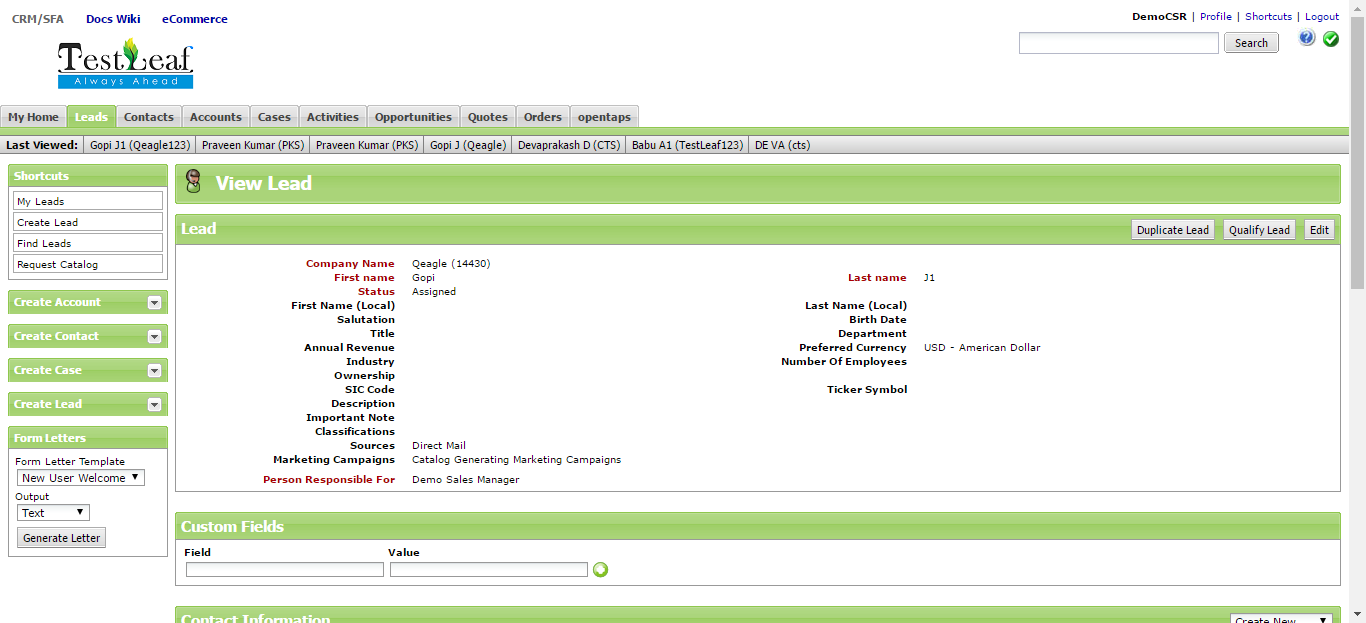 CRM/SFA Docs Wiki eCommerce
DemoCSR | Profile | Shortcuts | Logout
Search
TestLeaf
Always Ahead
My Home Leads Contacts Accounts Cases Activities Opportunities Quotes Orders opentaps
Last Viewed: Gopi J1 (Qeagle123) Praveen Kumar (PKS) Praveen Kumar (PKS) Gopi J (Qeagle) Devaprakash D (CTS) Babu A1 (TestLeaf123) DE VA (cts)
Shortcuts
My Leads
Create Lead
Find Leads
Request Catalog
Create Account
Create Contact
Create Case
Create Lead
Form Letters
Form Letter Template
New User Welcome
Output
Text
Generate Letter
View Lead
Lead Duplicate Lead Qualify Lead Edit
Company Name Qeagle (14430)
First name Gopi Last name J1
Status Assigned
First Name (Local) Last Name (Local)
Salutation Birth Date
Title Department
Annual Revenue Preferred Currency USD - American Dollar
Industry Number Of Employees
Ownership
SIC Code Ticker Symbol
Description
Important Note
Classifications
Sources Direct Mail
Marketing Campaigns Catalog Generating Marketing Campaigns
Person Responsible For Demo Sales Manager
Custom Fields
Field Value
Contact Information Create New